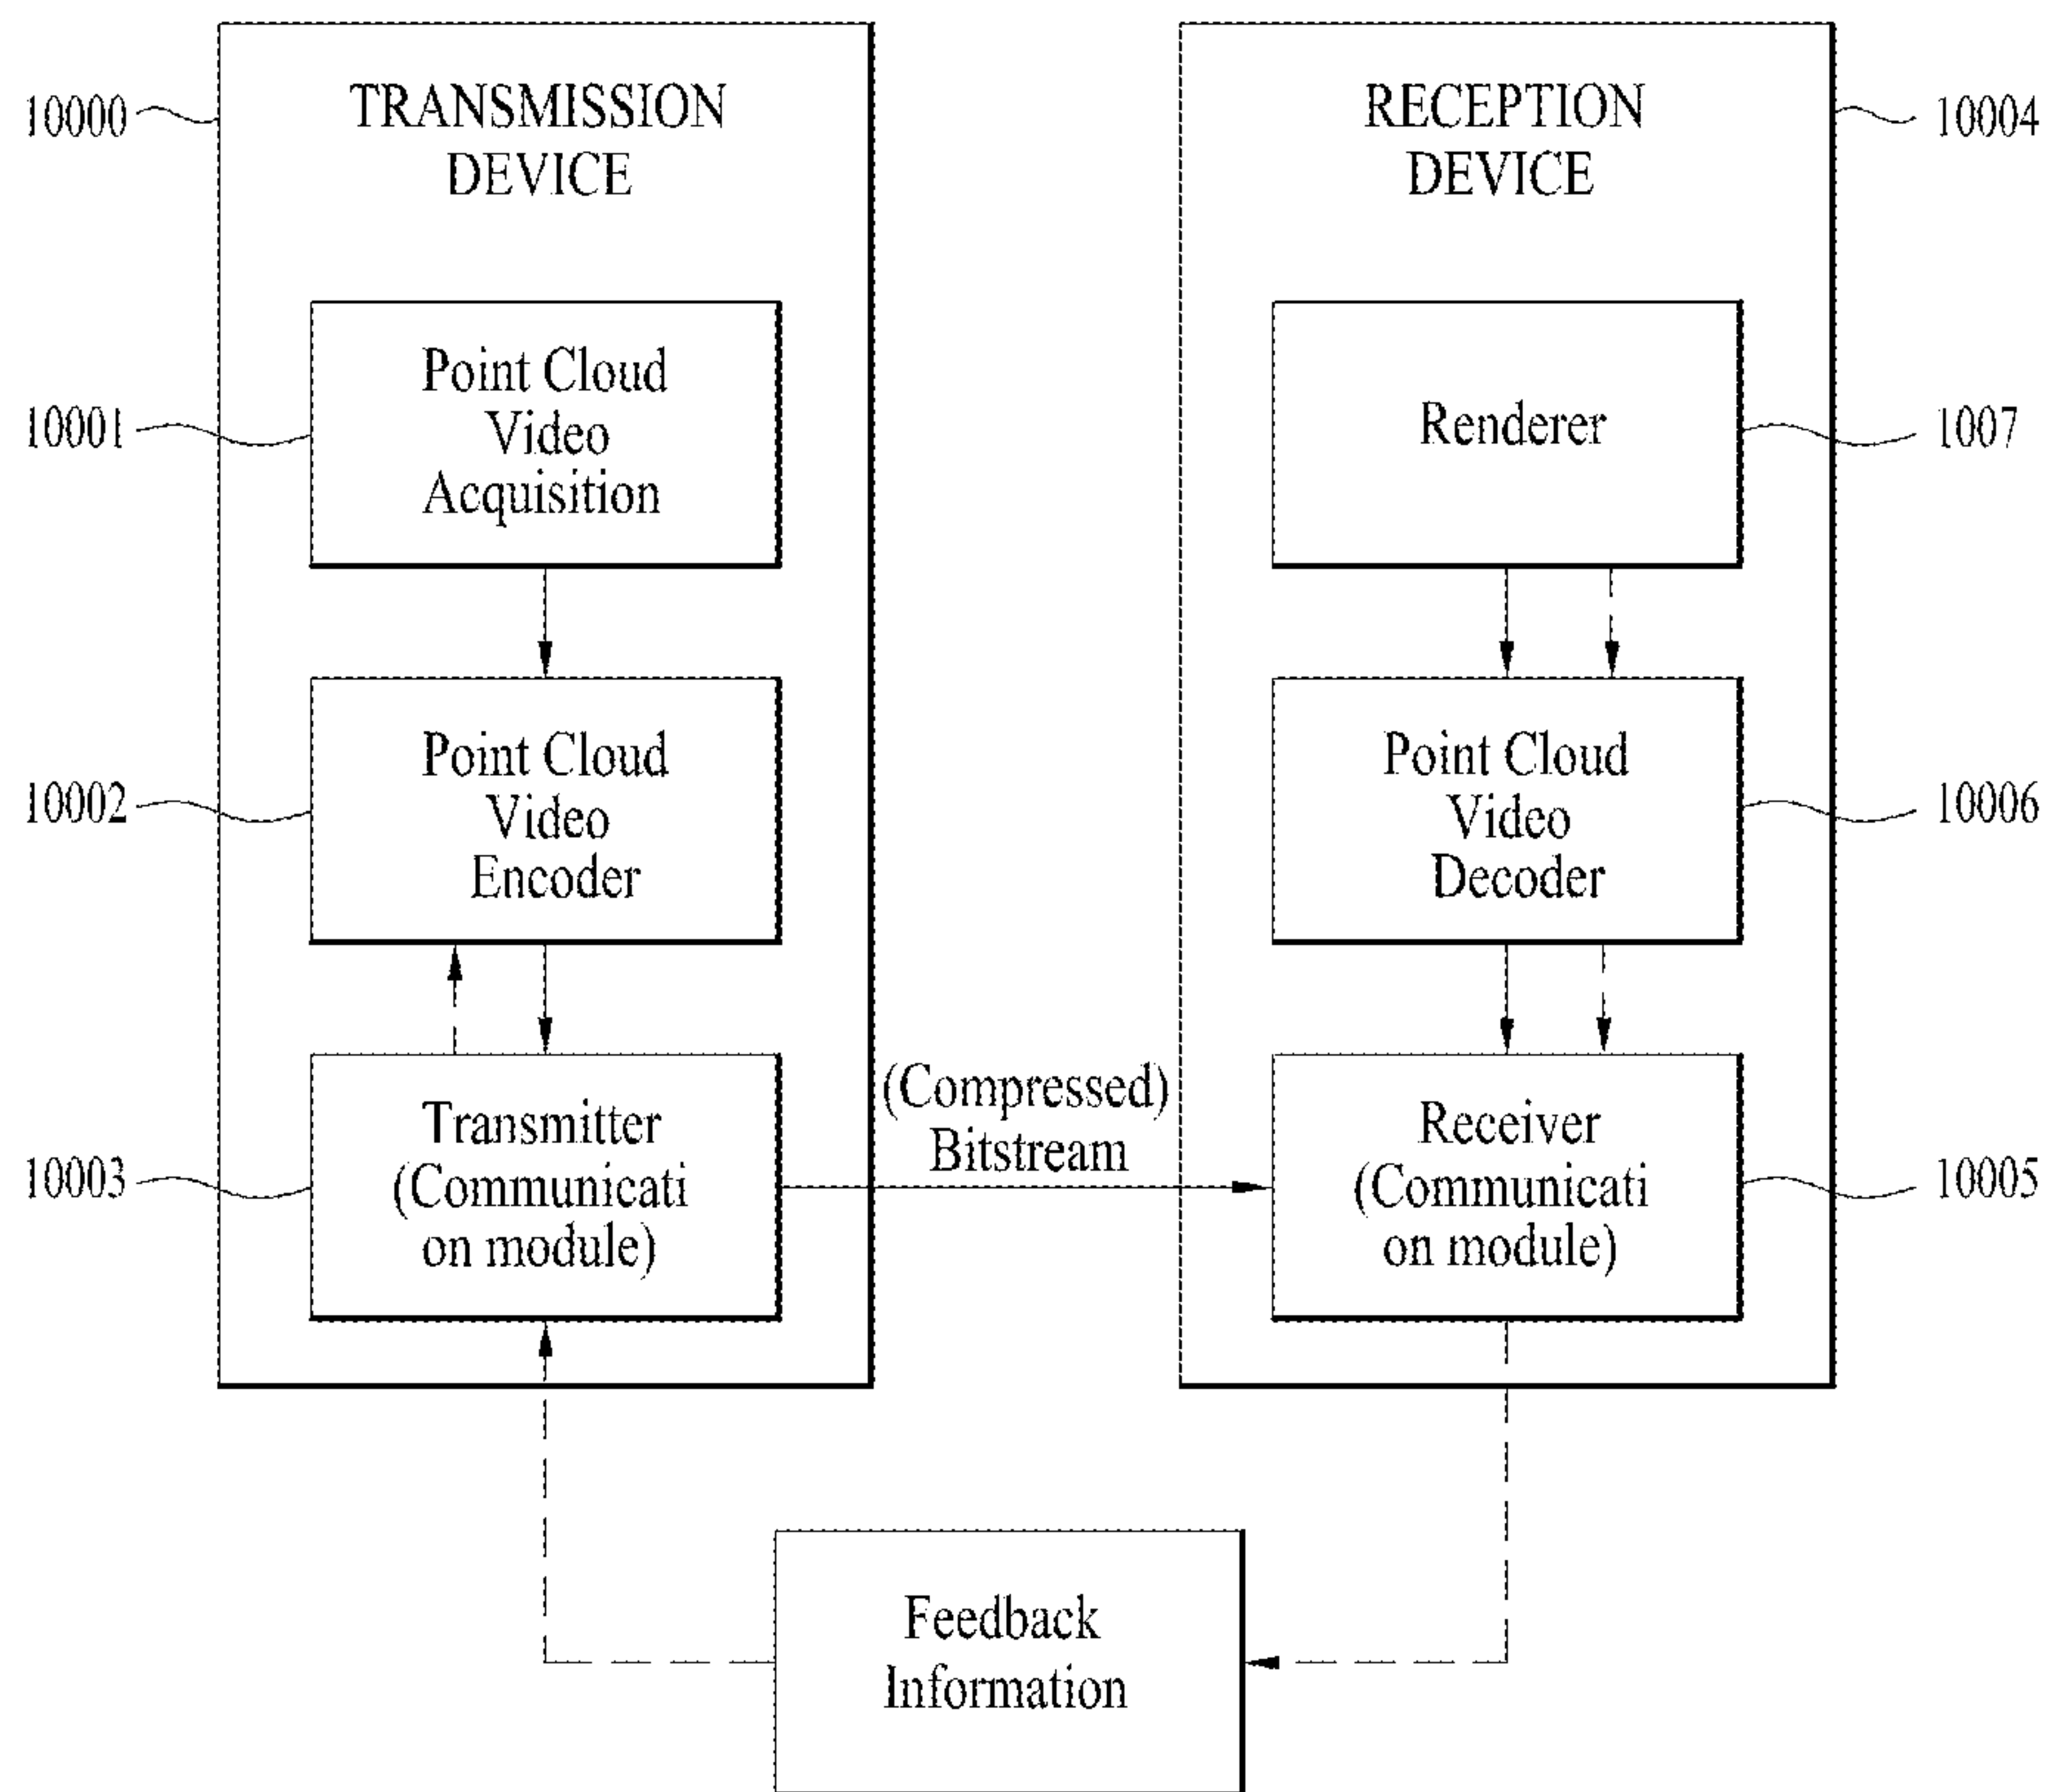 10000
TRANSMISSION
DEVICE
10001
Point Cloud
Video
Acquisition
10002
Point Cloud
Video
Encoder
10003
Transmitter
(Communicati
on module)
(Compressed)
Bitstream
RECEPTION
DEVICE
10004
Renderer
1007
Point Cloud
Video
Decoder
10006
Receiver
(Communicati
on module)
10005
Feedback
Information